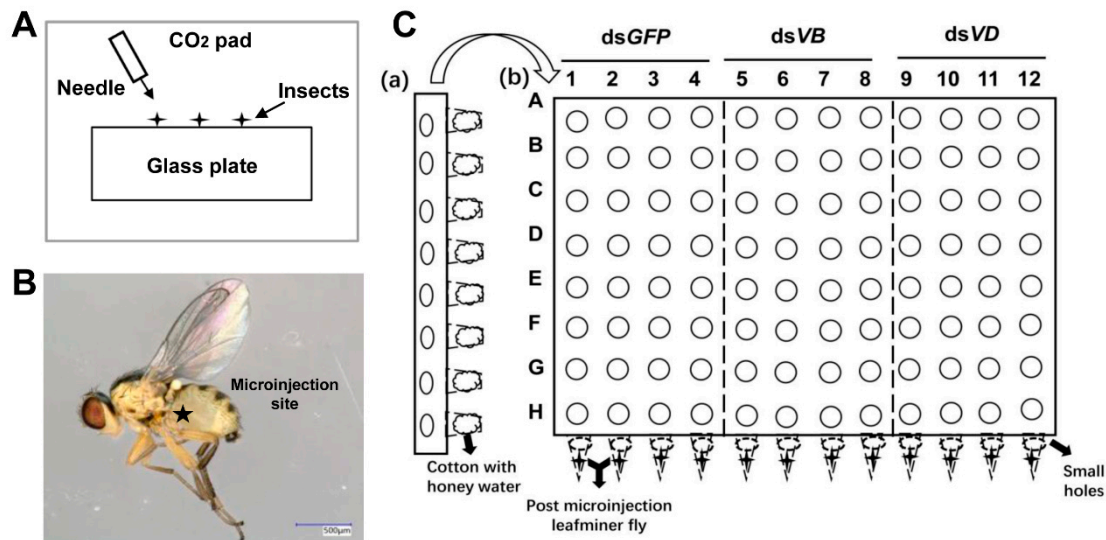 A
CO2 pad
Needle
Insects
Glass plate
B
Microinjection
site
500μm
C
(a)
Cotton with
honey water
(b)
dsGFP dsVB dsVD
1 2 3 4 5 6 7 8 9 10 11 12
A
B
C
D
E
F
G
H
Post microinjection
leafminer fly
Small
holes